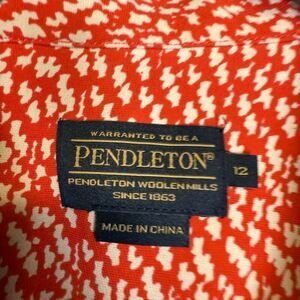 WARRANTED TO BE A
PENDLETON®
12
PENDLETON WOOLEN MILLS
SINCE 1863
MADE IN CHINA